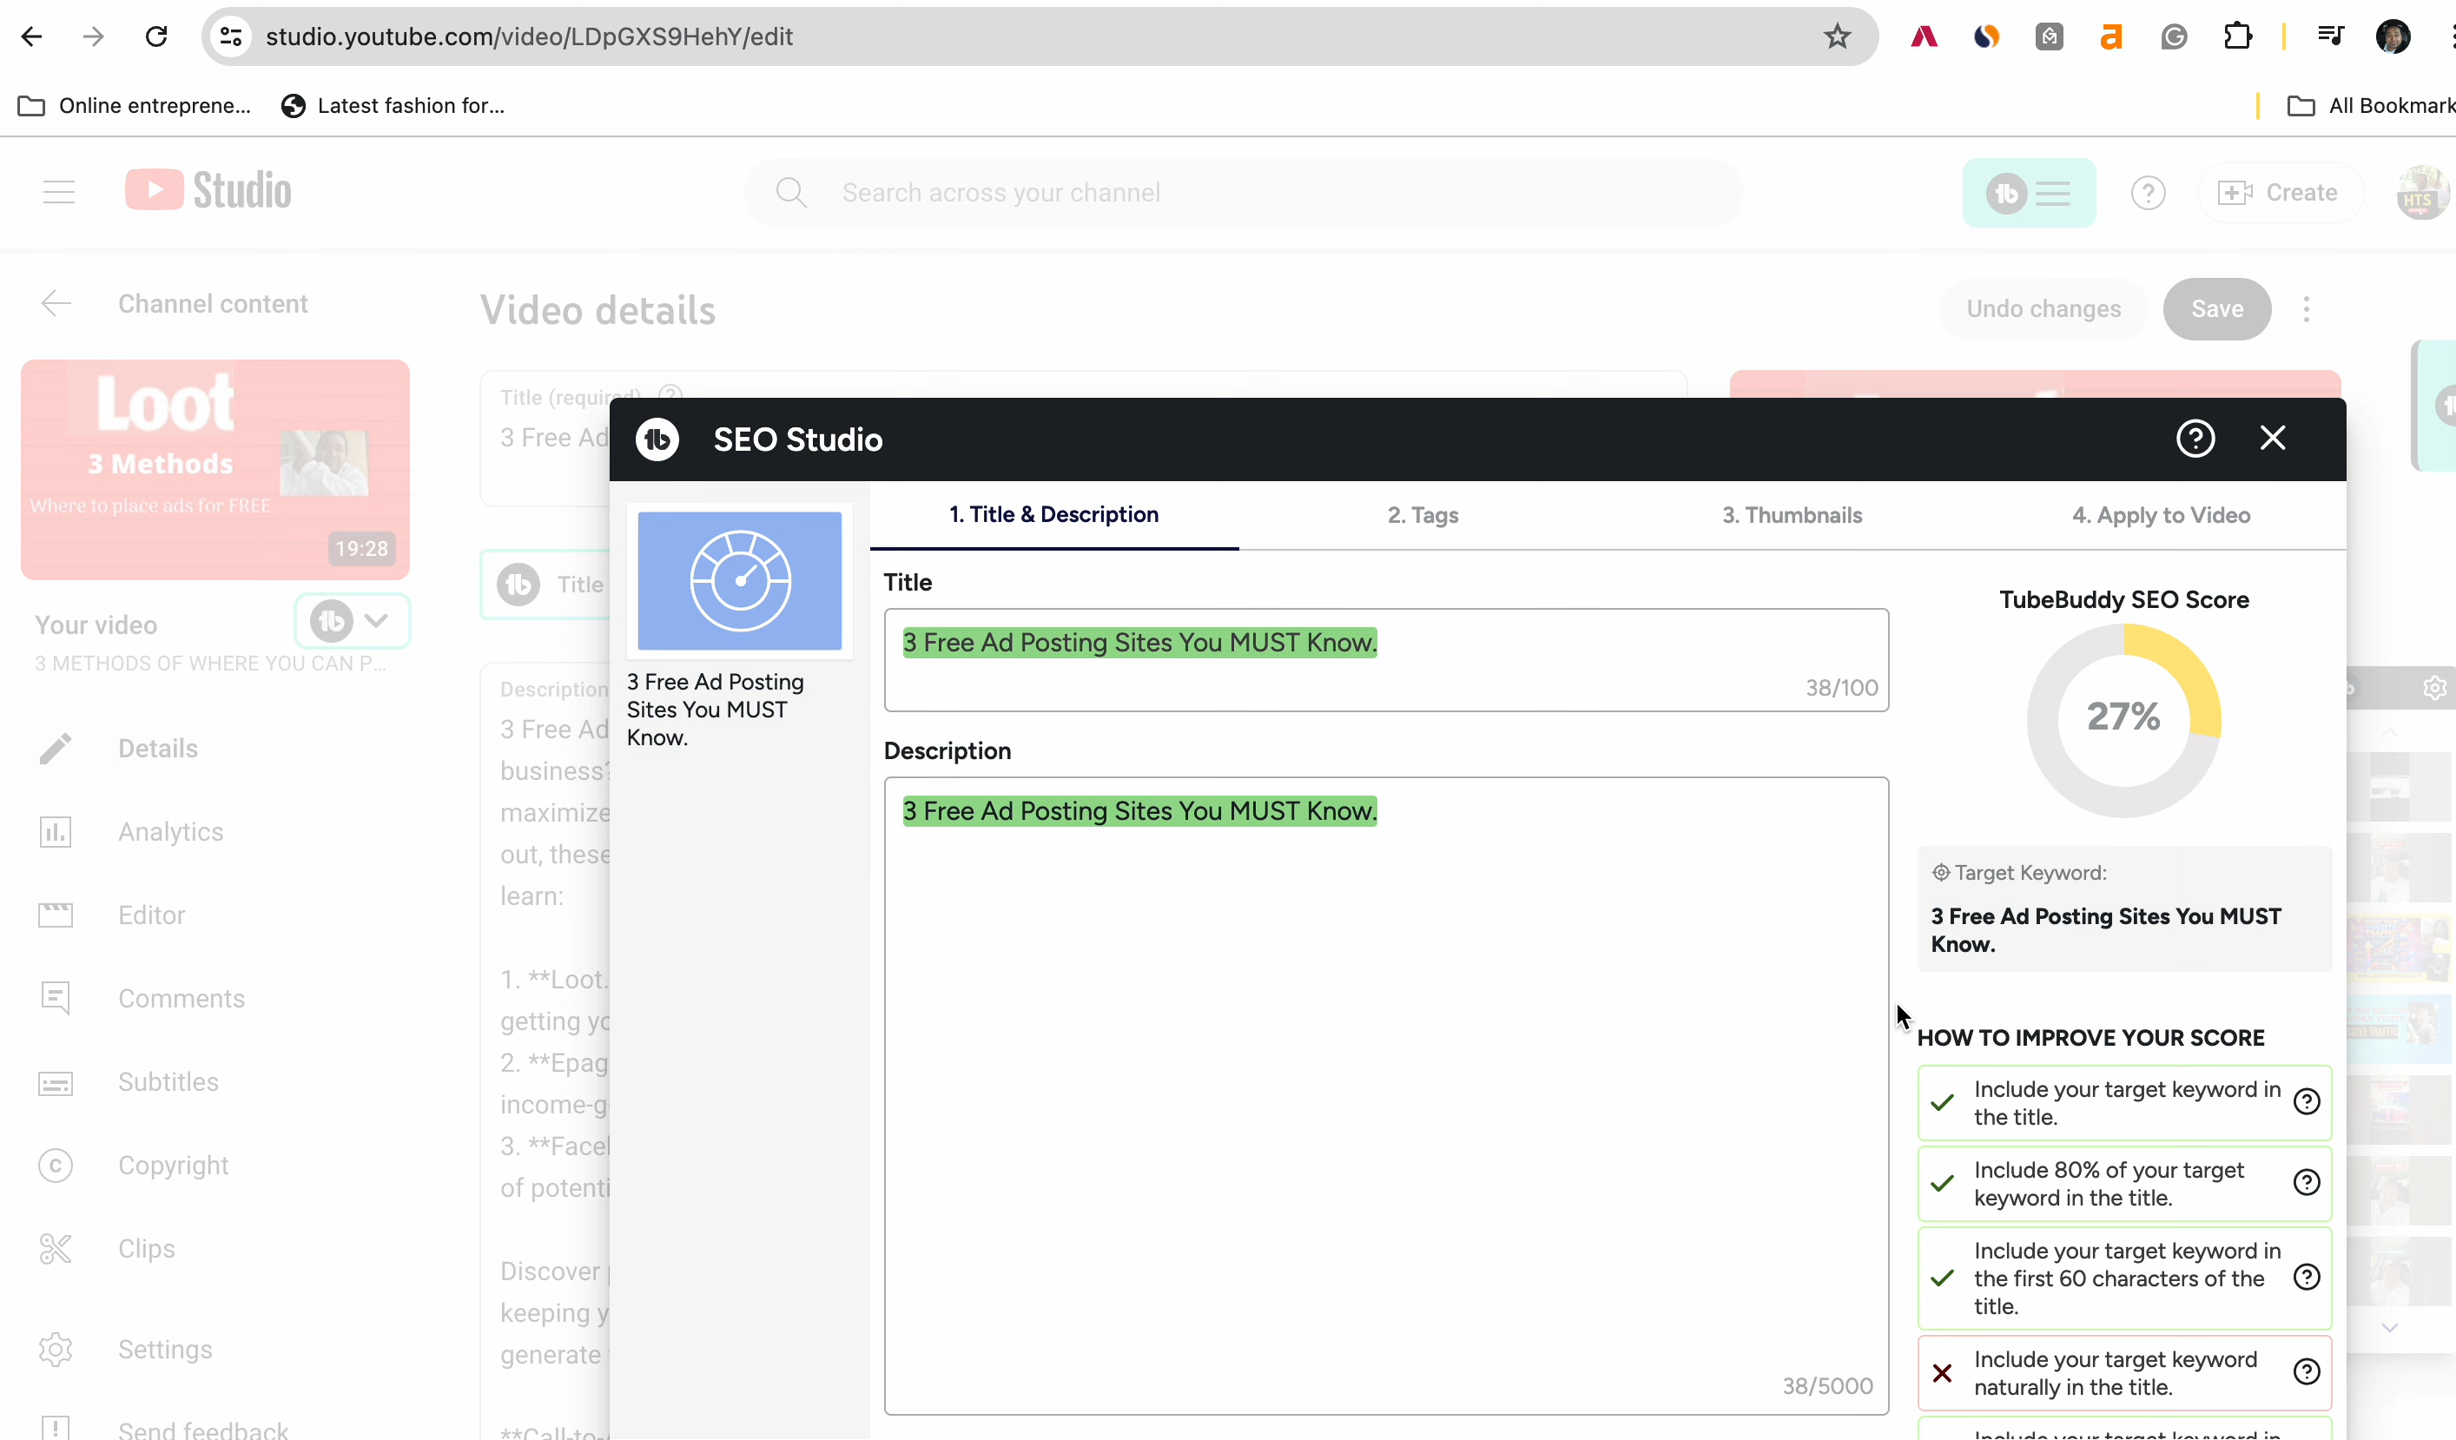 studio.youtube.com/video/LDpGXS9HehY/edit
Online entreprene...
Latest fashion for...
All Bookmark
Studio
Search across your channel
Create
HTS
Channel content
Video details
Undo changes
Save
Loot
3 Methods
Where to place ads for FREE
19:28
Your video
3 METHODS OF WHERE YOU CAN P...
Details
Analytics
Editor
Comments
Subtitles
Copyright
Clips
Settings
Send feedback
Title (required)
3 Free Ad
Title
Description
3 Free Ad
business?
maximize
out, these
learn:
1. **Loot.
getting yo
2. **Epag
income-g
3. **Facel
of potenti
Discover
keeping y
generate
**Call-to-
SEO Studio
1. Title & Description
2. Tags
3. Thumbnails
4. Apply to Video
3 Free Ad Posting
Sites You MUST
Know.
Title
3 Free Ad Posting Sites You MUST Know.
38/100
Description
3 Free Ad Posting Sites You MUST Know.
38/5000
TubeBuddy SEO Score
27%
Target Keyword:
3 Free Ad Posting Sites You MUST
Know.
HOW TO IMPROVE YOUR SCORE
Include your target keyword in
the title.
Include 80% of your target
keyword in the title.
Include your target keyword in
the first 60 characters of the
title.
Include your target keyword
naturally in the title.
Include your target keyword in